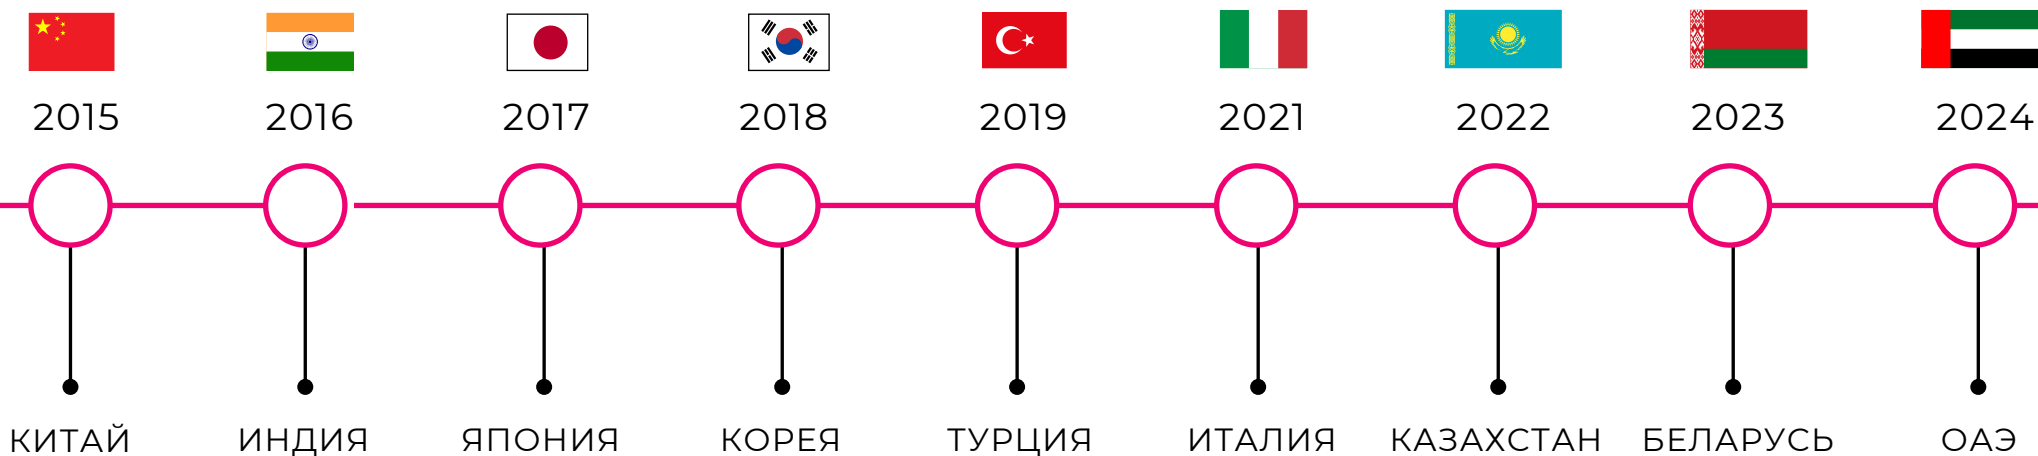 2015 2016 2017 2018 2019 2021 2022 2023 2024
КИТАЙ ИНДИЯ ЯПОНИЯ КОРЕЯ ТУРЦИЯ ИТАЛИЯ КАЗАХСТАН БЕЛАРУСЬ ОАЭ